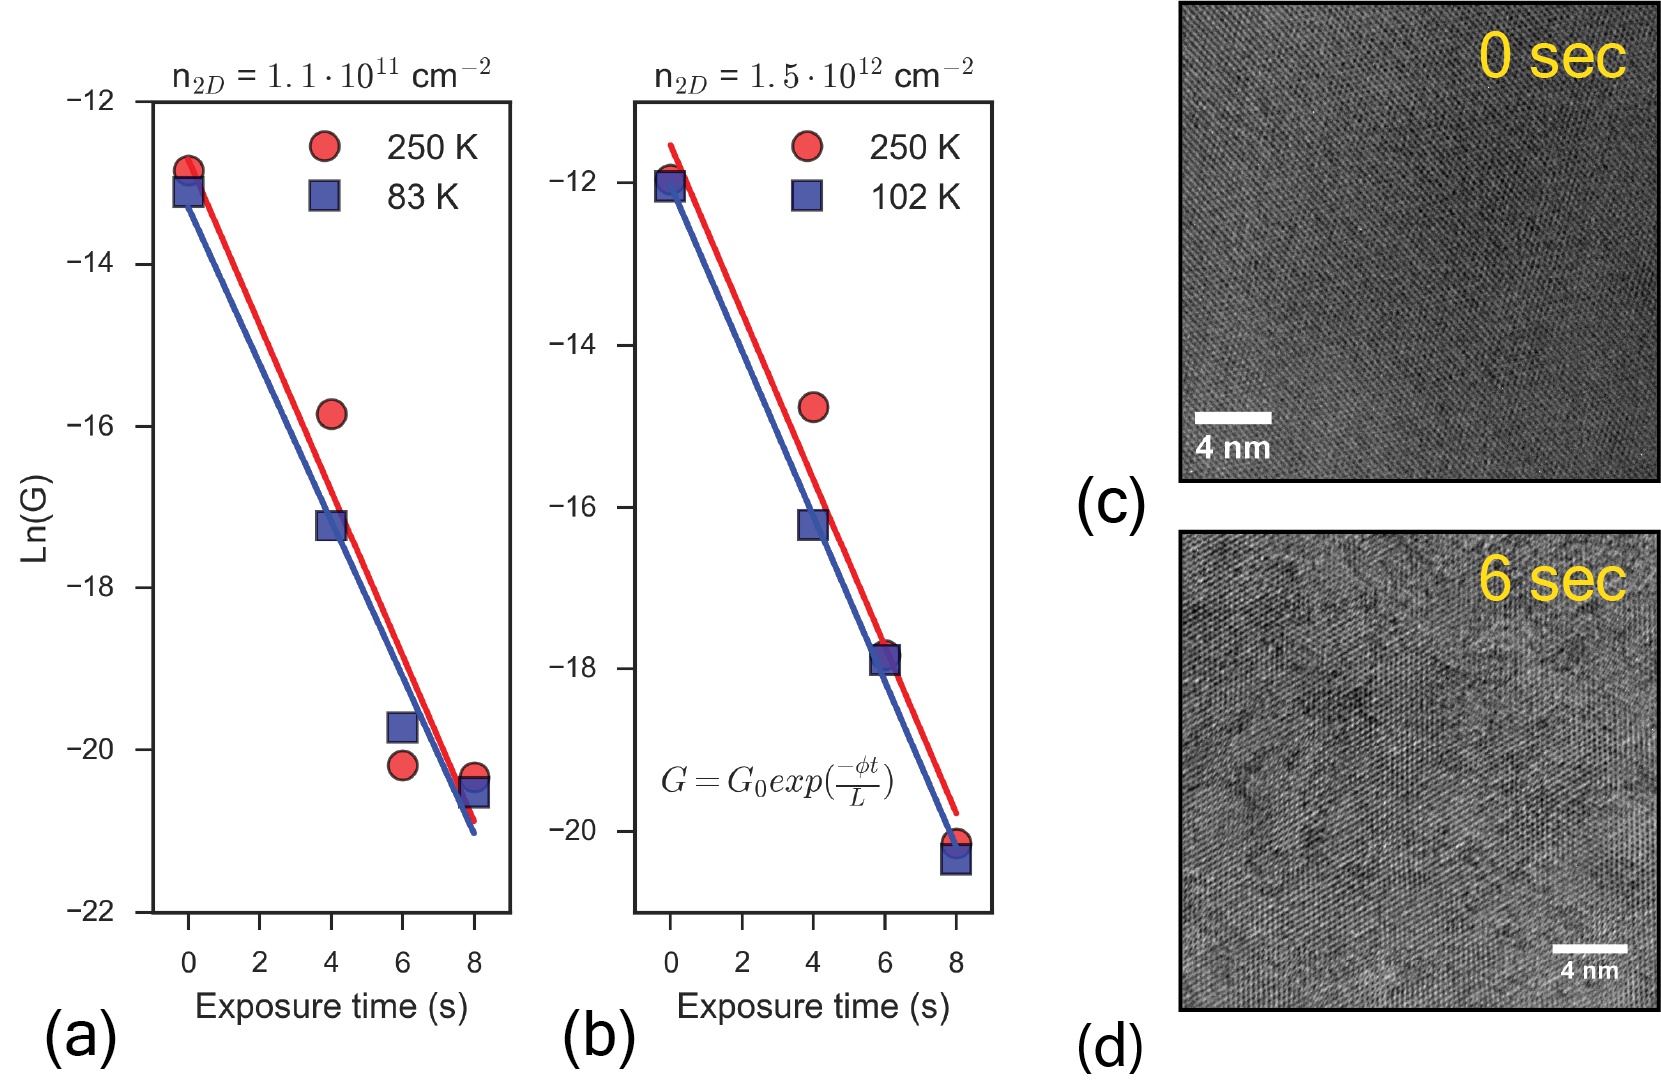 n2D = 1.1·10^11 cm^−2
250 K
83 K
−12
−14
−16
−18
−20
−22
Ln(G)
0 2 4 6 8
Exposure time (s)
(a)
n2D = 1.5·10^12 cm^−2
250 K
102 K
−12
−14
−16
−18
−20
G = G0exp(−ϕt/L)
0 2 4 6 8
Exposure time (s)
(b)
0 sec
4 nm
(c)
6 sec
4 nm
(d)